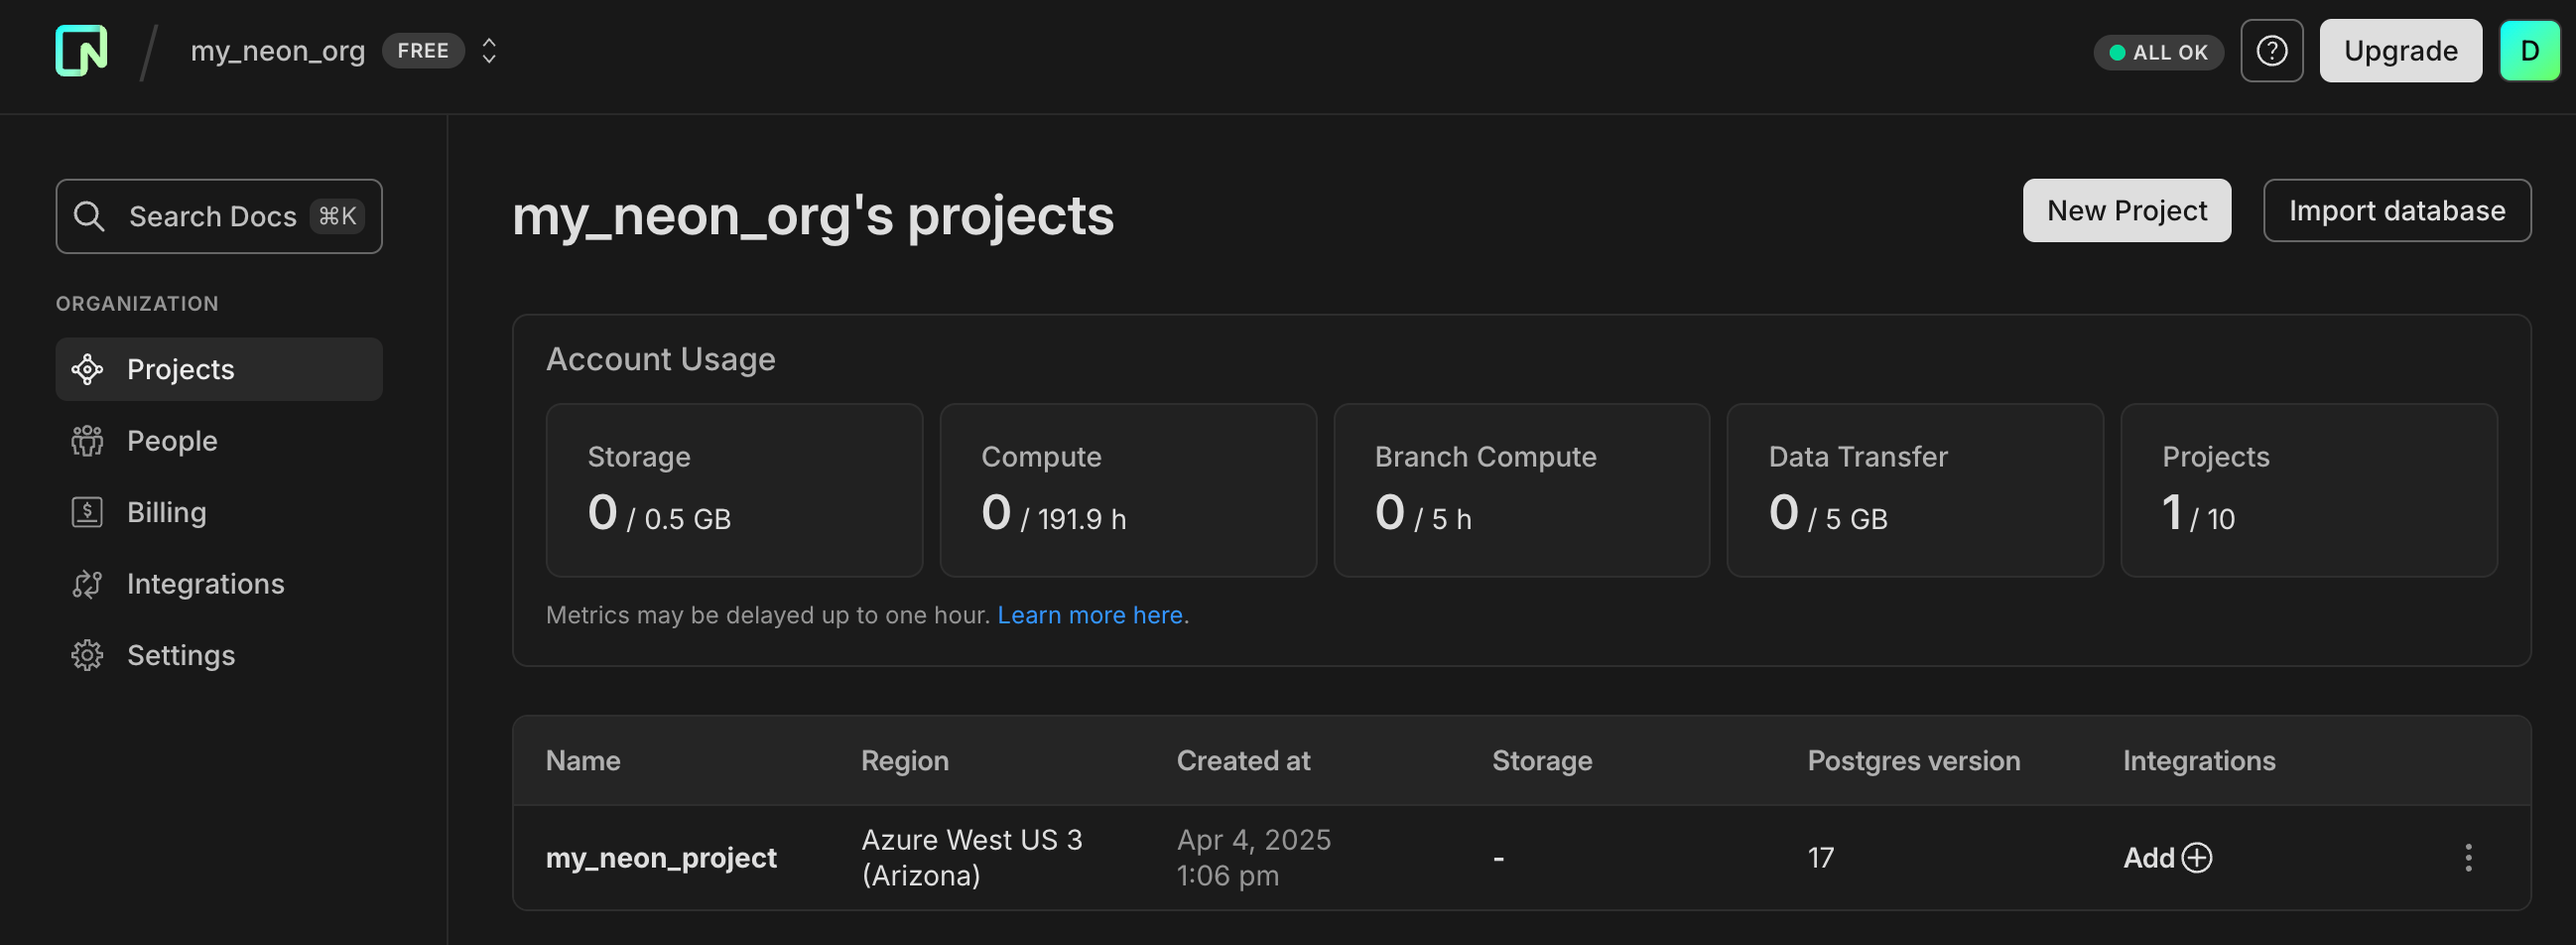 my_neon_org FREE
ALL OK
Upgrade
D
Search Docs ⌘K
ORGANIZATION
Projects
People
Billing
Integrations
Settings
my_neon_org's projects
New Project
Import database
Account Usage
Storage
0 / 0.5 GB
Compute
0 / 191.9 h
Branch Compute
0 / 5 h
Data Transfer
0 / 5 GB
Projects
1 / 10
Metrics may be delayed up to one hour. Learn more here.
Name Region Created at Storage Postgres version Integrations
my_neon_project
Azure West US 3
(Arizona)
Apr 4, 2025
1:06 pm
-
17
Add